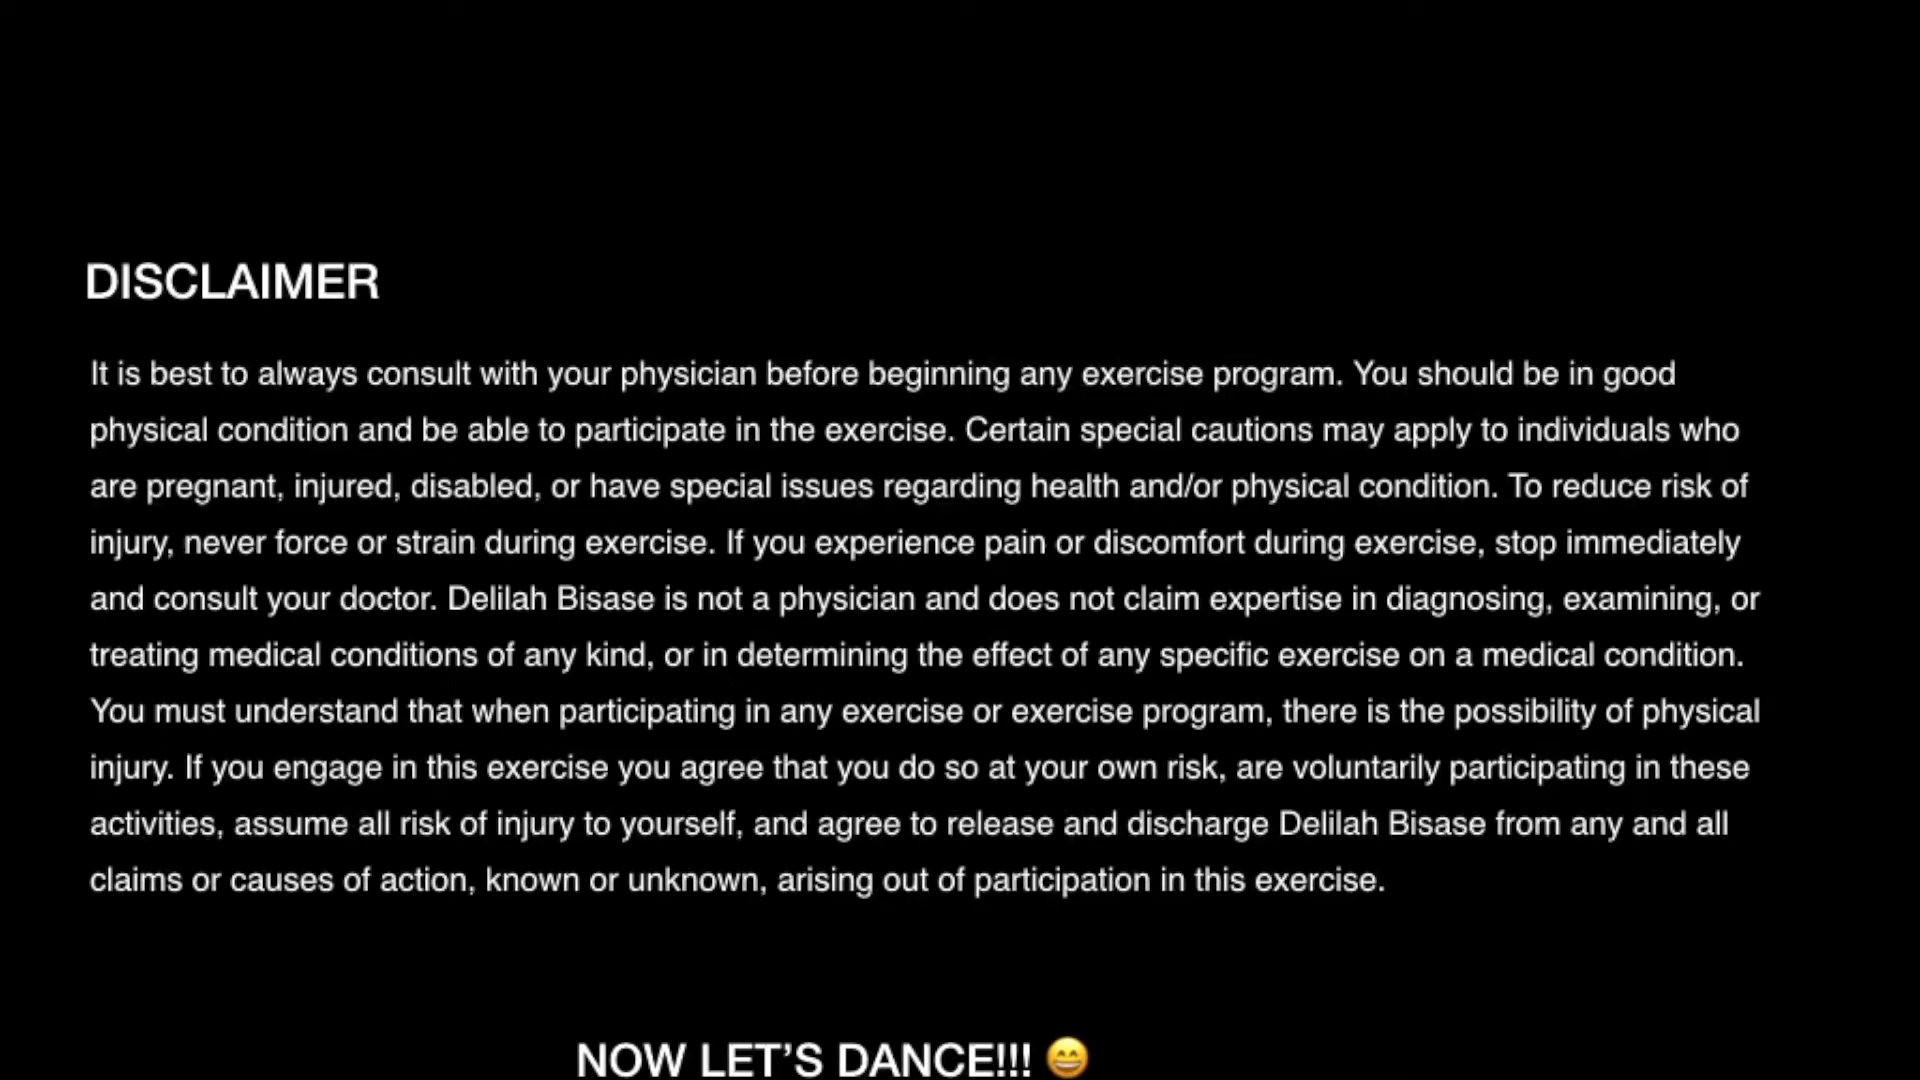 DISCLAIMER
It is best to always consult with your physician before beginning any exercise program. You should be in good
physical condition and be able to participate in the exercise. Certain special cautions may apply to individuals who
are pregnant, injured, disabled, or have special issues regarding health and/or physical condition. To reduce risk of
injury, never force or strain during exercise. If you experience pain or discomfort during exercise, stop immediately
and consult your doctor. Delilah Bisase is not a physician and does not claim expertise in diagnosing, examining, or
treating medical conditions of any kind, or in determining the effect of any specific exercise on a medical condition.
You must understand that when participating in any exercise or exercise program, there is the possibility of physical
injury. If you engage in this exercise you agree that you do so at your own risk, are voluntarily participating in these
activities, assume all risk of injury to yourself, and agree to release and discharge Delilah Bisase from any and all
claims or causes of action, known or unknown, arising out of participation in this exercise.
NOW LET’S DANCE!!! 😄